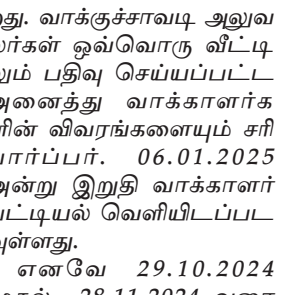 து. வாக்குச்சாவடி அலுவ
லர்கள் ஒவ்வொரு வீட்டி
லும் பதிவு செய்யப்பட்ட
அனைத்து வாக்காளர்க
ளின் விவரங்களையும் சரி
பார்ப்பர். 06.01.2025
அன்று இறுதி வாக்காளர்
பட்டியல் வெளியிடப்பட
வுள்ளது.
எனவே 29.10.2024
முதல் 28.11.2024 வரை